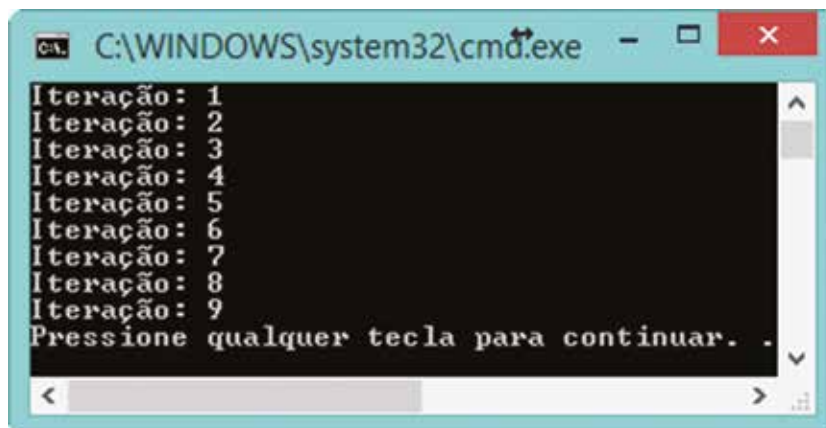 C:\WINDOWS\system32\cmd.exe
Iteração: 1
Iteração: 2
Iteração: 3
Iteração: 4
Iteração: 5
Iteração: 6
Iteração: 7
Iteração: 8
Iteração: 9
Pressione qualquer tecla para continuar. .